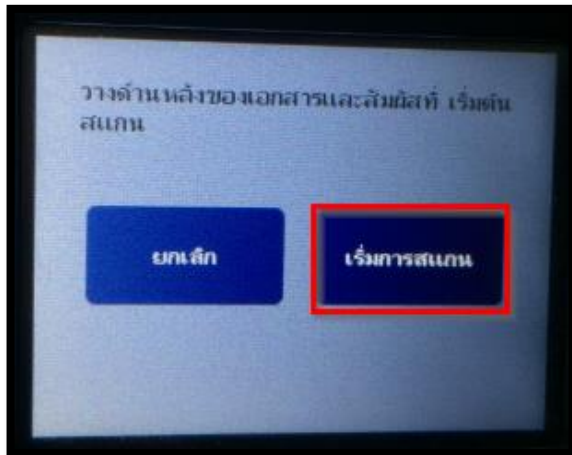 วางด้านหลังของเอกสารและสัมผัสที่ เริ่มต้น
สแกน
ยกเลิก
เริ่มการสแกน